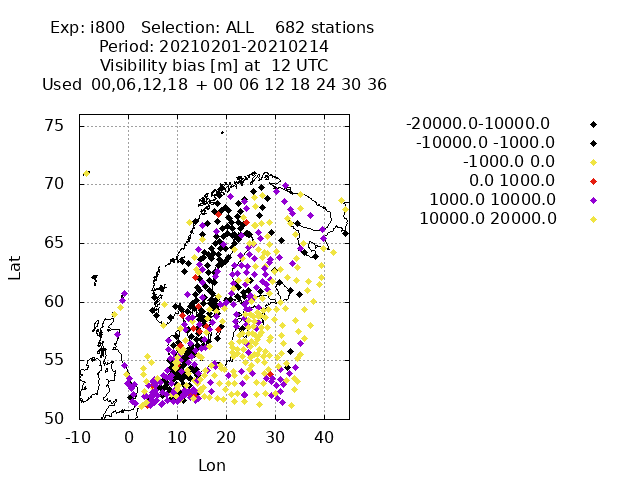 Exp: i800 Selection: ALL 682 stations
Period: 20210201-20210214
Visibility bias [m] at 12 UTC
Used 00,06,12,18 + 00 06 12 18 24 30 36
-20000.0-10000.0
-10000.0 -1000.0
-1000.0 0.0
0.0 1000.0
1000.0 10000.0
10000.0 20000.0
75
70
65
60
55
50
Lat
-10 0 10 20 30 40
Lon